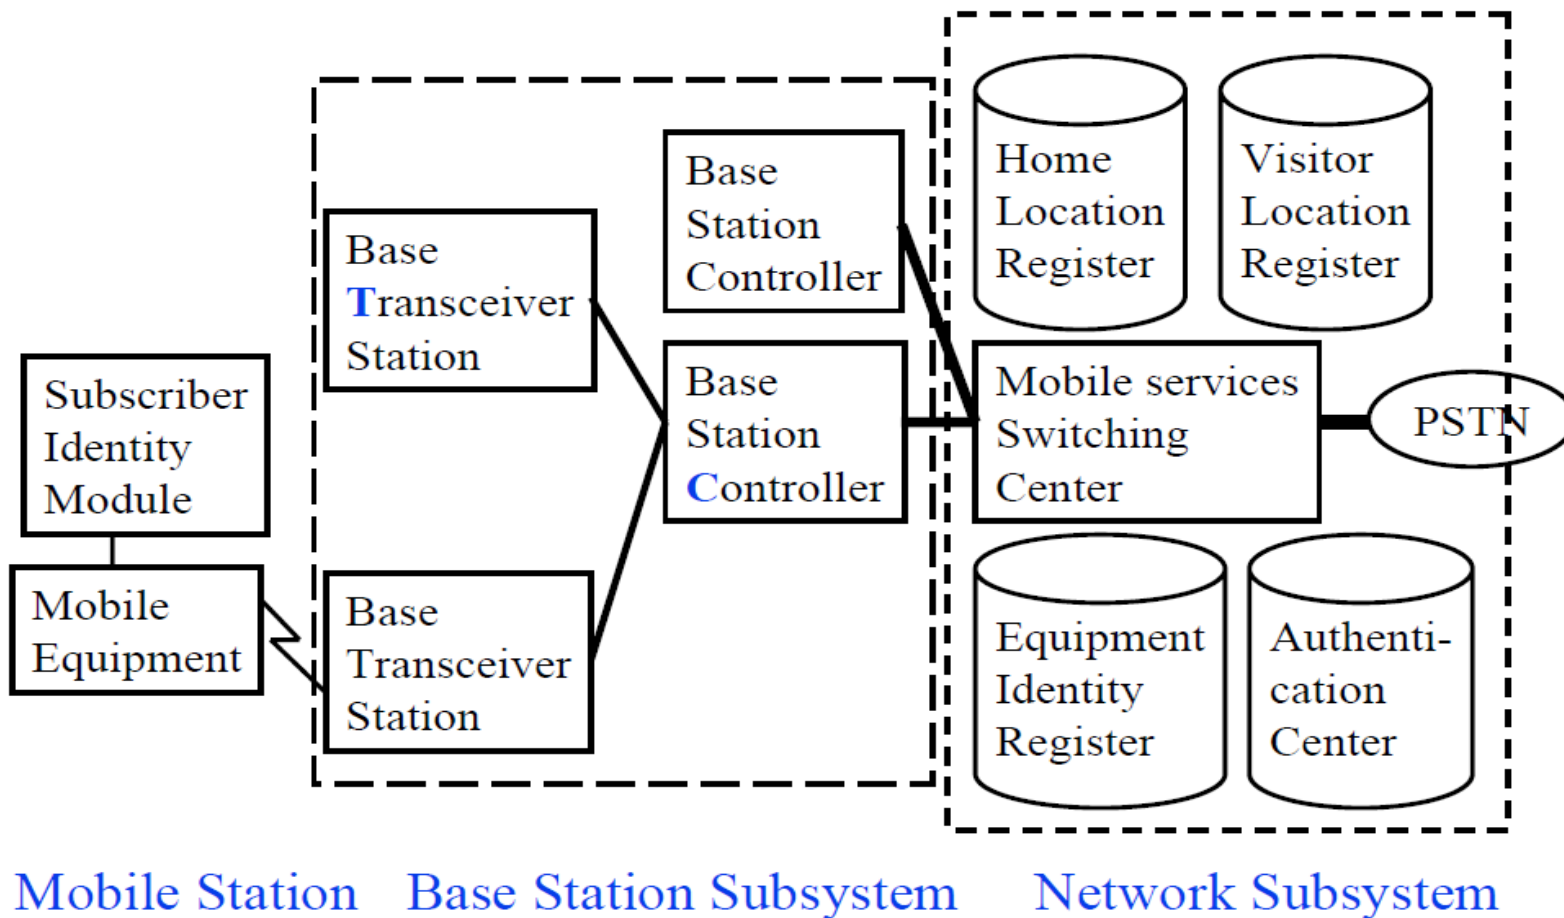 Home
Location
Register
Visitor
Location
Register
Base
Station
Controller
Base
Transceiver
Station
Subscriber
Identity
Module
Base
Station
Controller
Mobile services
Switching
Center
PSTN
Mobile
Equipment
Base
Transceiver
Station
Equipment
Identity
Register
Authenti-
cation
Center
Mobile Station
Base Station Subsystem
Network Subsystem